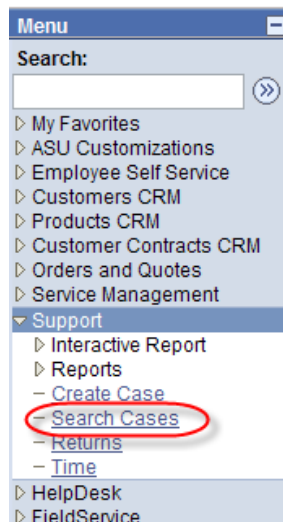 Menu
Search:
My Favorites
ASU Customizations
Employee Self Service
Customers CRM
Products CRM
Customer Contracts CRM
Orders and Quotes
Service Management
Support
Interactive Report
Reports
Create Case
Search Cases
Returns
Time
HelpDesk
FieldService